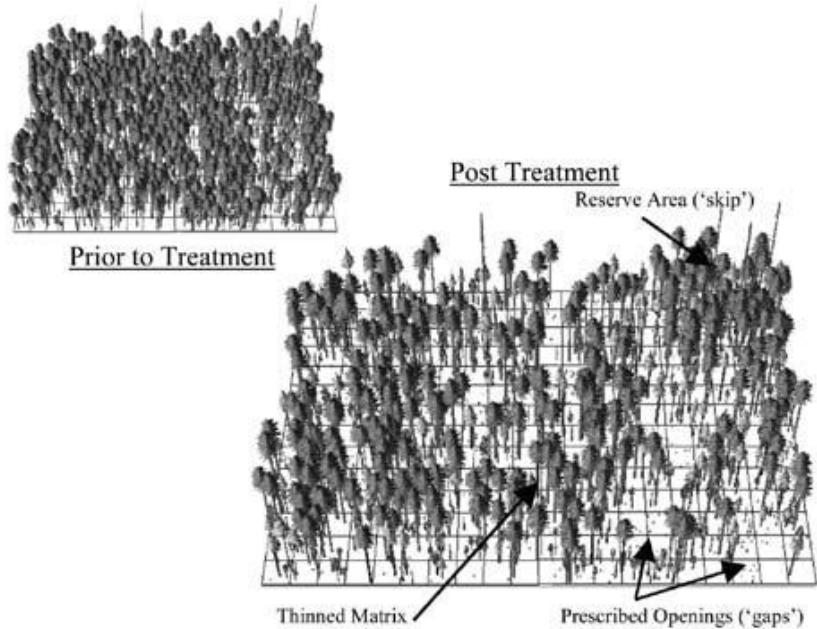 Post Treatment
Reserve Area (‘skip’)
Prior to Treatment
Thinned Matrix
Prescribed Openings (‘gaps’)